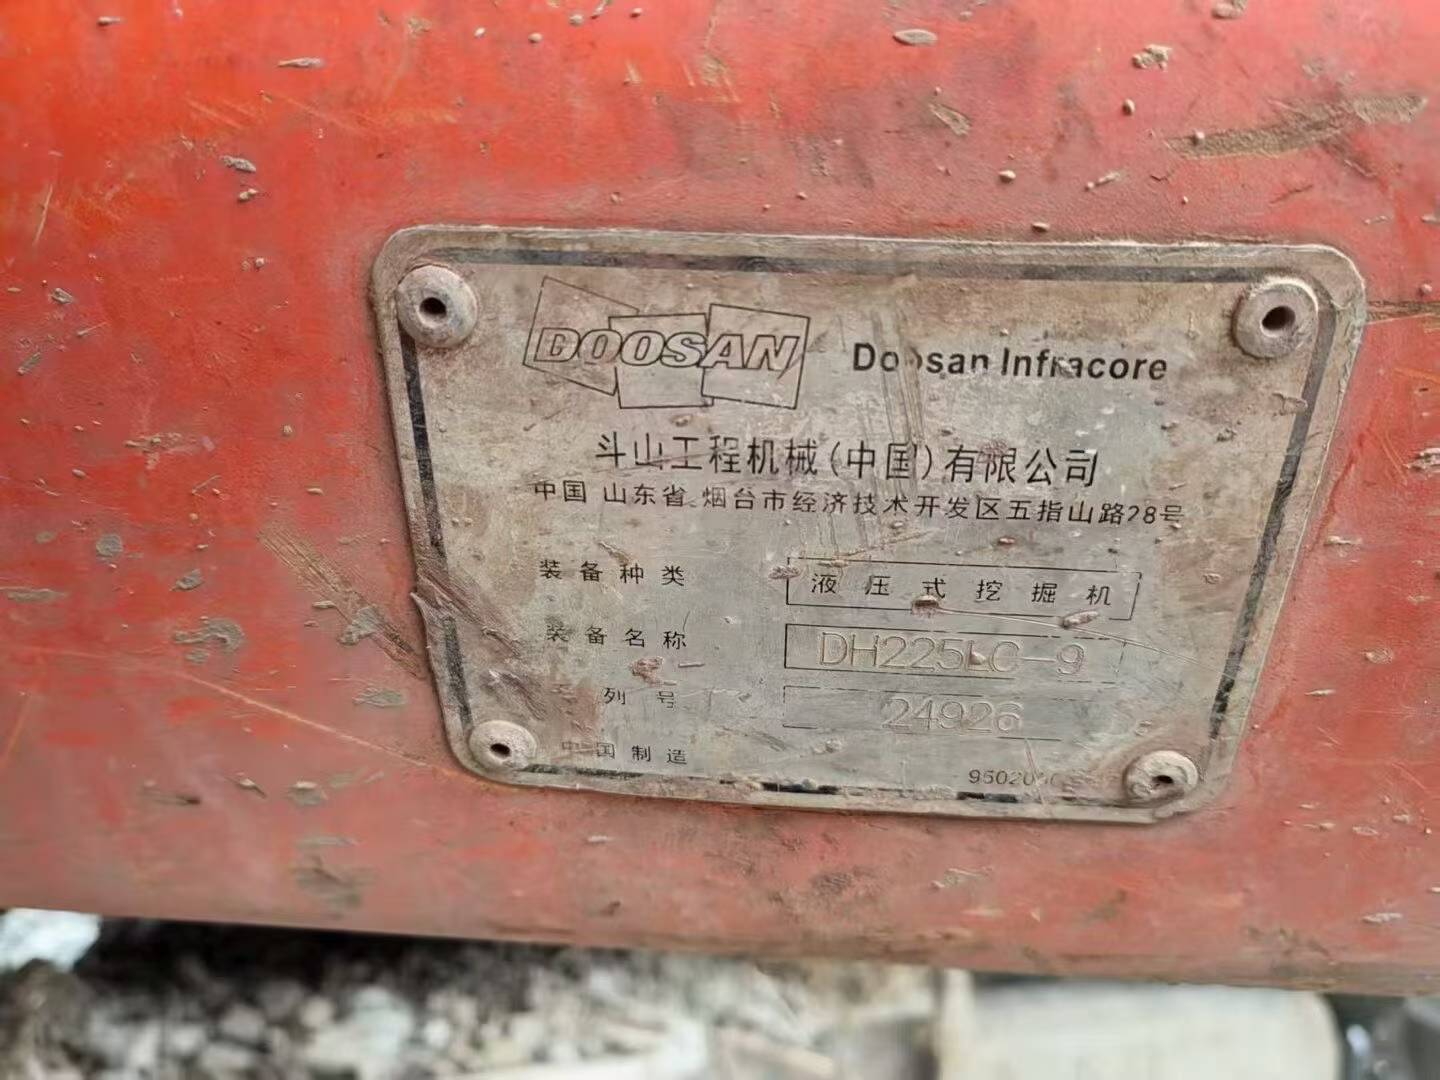 DOOSAN Doosan Infracore
斗山工程机械(中国)有限公司
中国 山东省 烟台市经济技术开发区五指山路28号
装备种类 液压式挖掘机
装备名称 DH225LC-9
列号 24926
中国制造